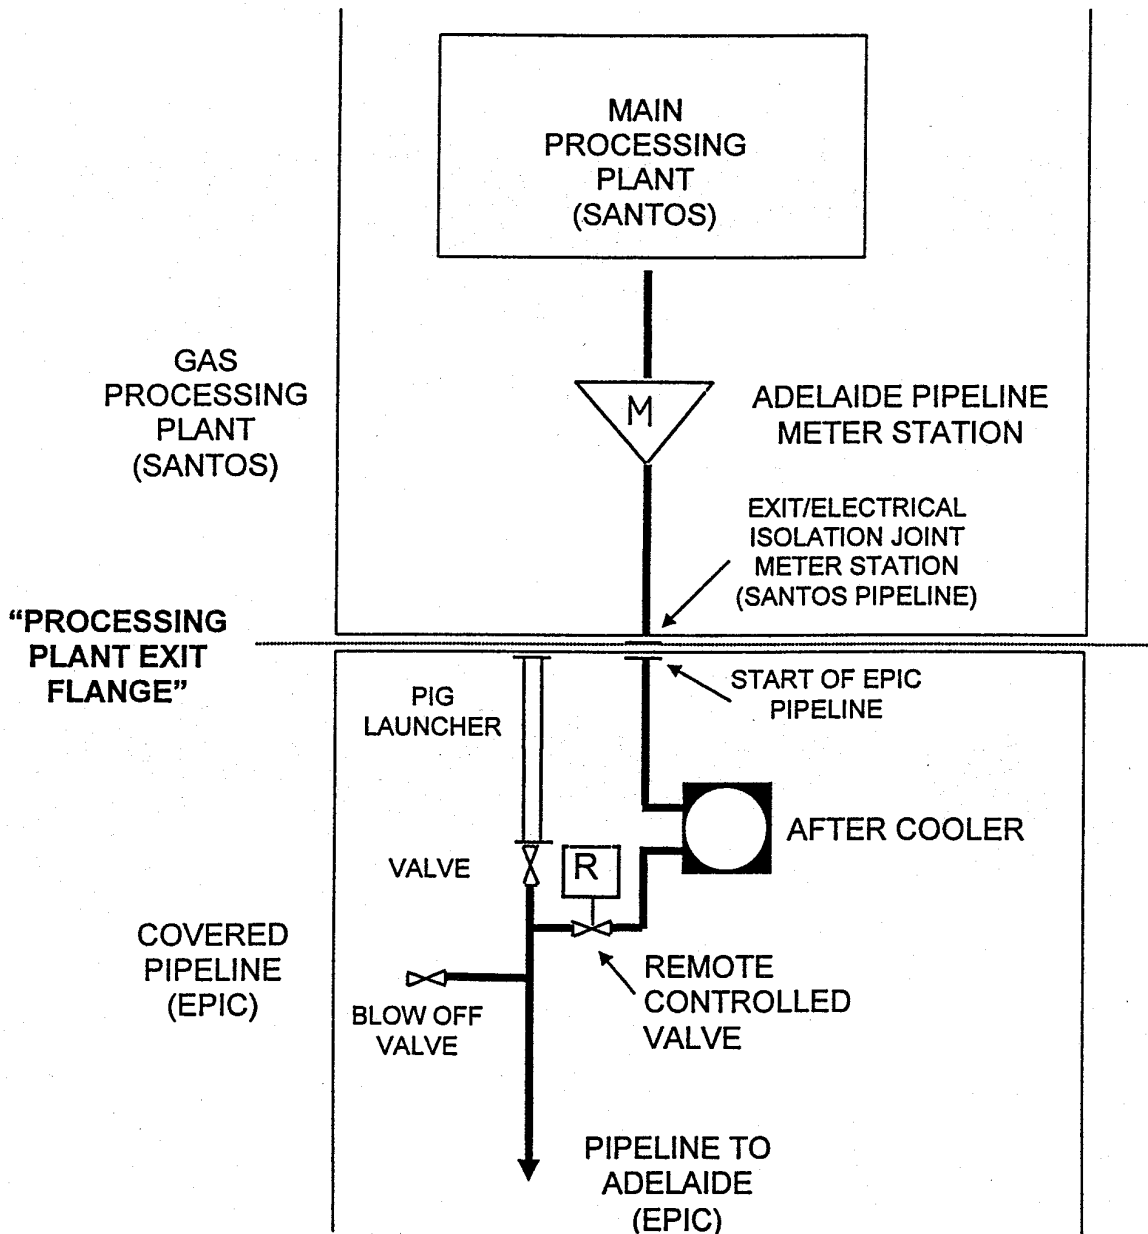 MAIN
PROCESSING
PLANT
(SANTOS)
GAS
PROCESSING
PLANT
(SANTOS)
M
ADELAIDE PIPELINE
METER STATION
EXIT/ELECTRICAL
ISOLATION JOINT
METER STATION
(SANTOS PIPELINE)
“PROCESSING
PLANT EXIT
FLANGE”
START OF EPIC
PIPELINE
PIG
LAUNCHER
AFTER COOLER
VALVE
R
COVERED
PIPELINE
(EPIC)
REMOTE
CONTROLLED
VALVE
BLOW OFF
VALVE
PIPELINE TO
ADELAIDE
(EPIC)